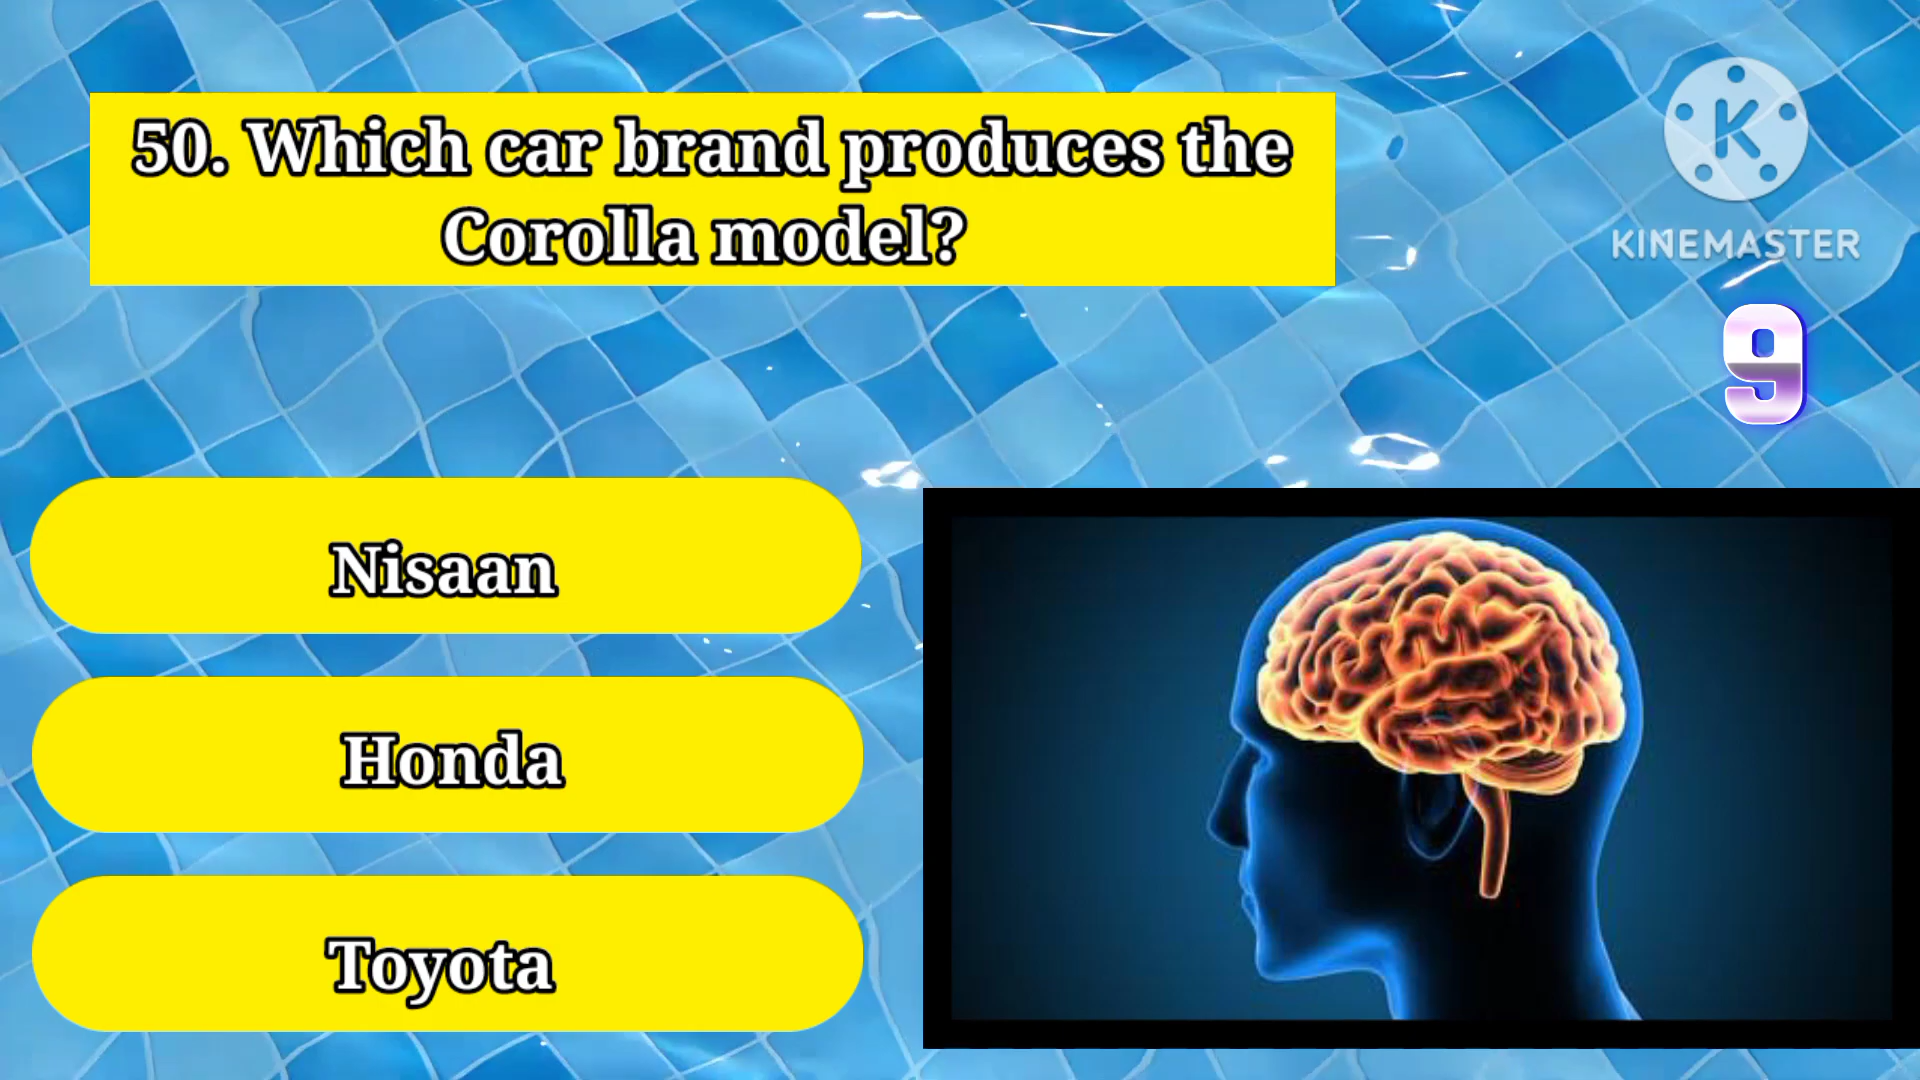 50. Which car brand produces the
Corolla model?
KINEMASTER
9
Nisaan
Honda
Toyota